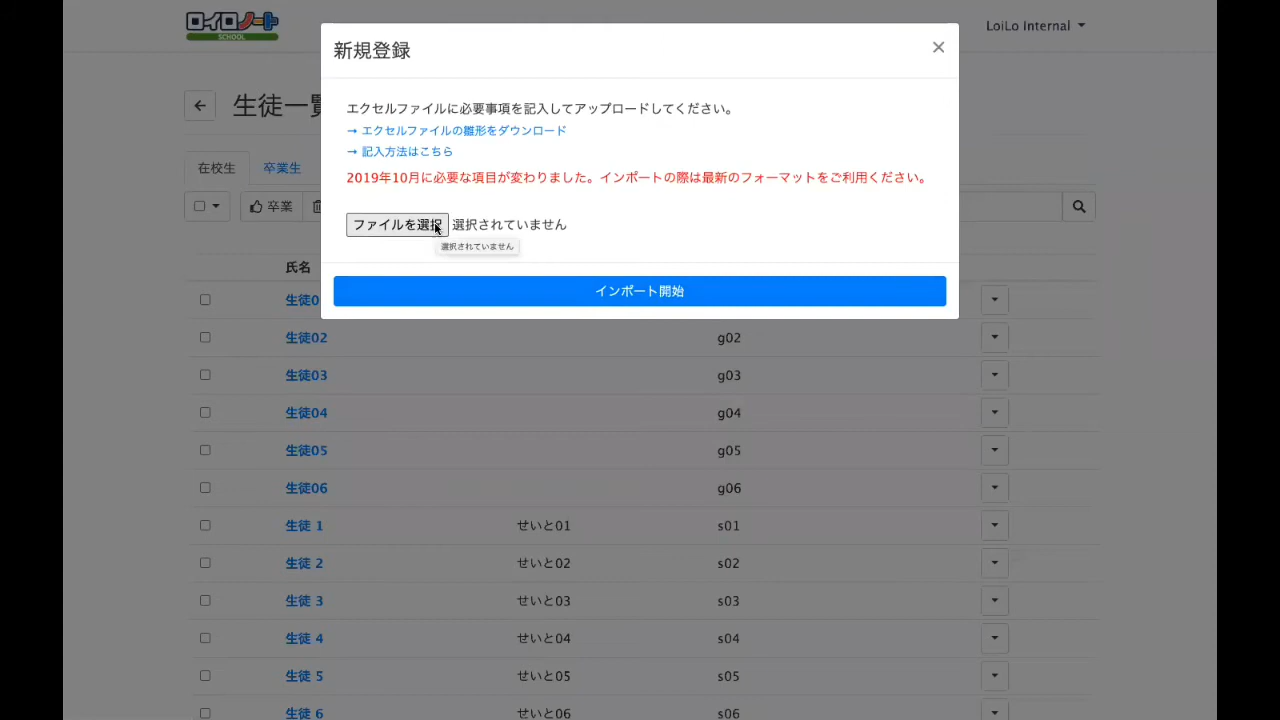 ロイロノート
SCHOOL
LoiLo Internal
新規登録
×
エクセルファイルに必要事項を記入してアップロードしてください。
→ エクセルファイルの雛形をダウンロード
→ 記入方法はこちら
2019年10月に必要な項目が変わりました。インポートの際は最新のフォーマットをご利用ください。
ファイルを選択 選択されていません
選択されていません
インポート開始
← 生徒一覧
在校生 卒業生
卒業
氏名
生徒0
生徒02 g02
生徒03 g03
生徒04 g04
生徒05 g05
生徒06 g06
生徒 1 せいと01 s01
生徒 2 せいと02 s02
生徒 3 せいと03 s03
生徒 4 せいと04 s04
生徒 5 せいと05 s05
生徒 6 せいと06 s06